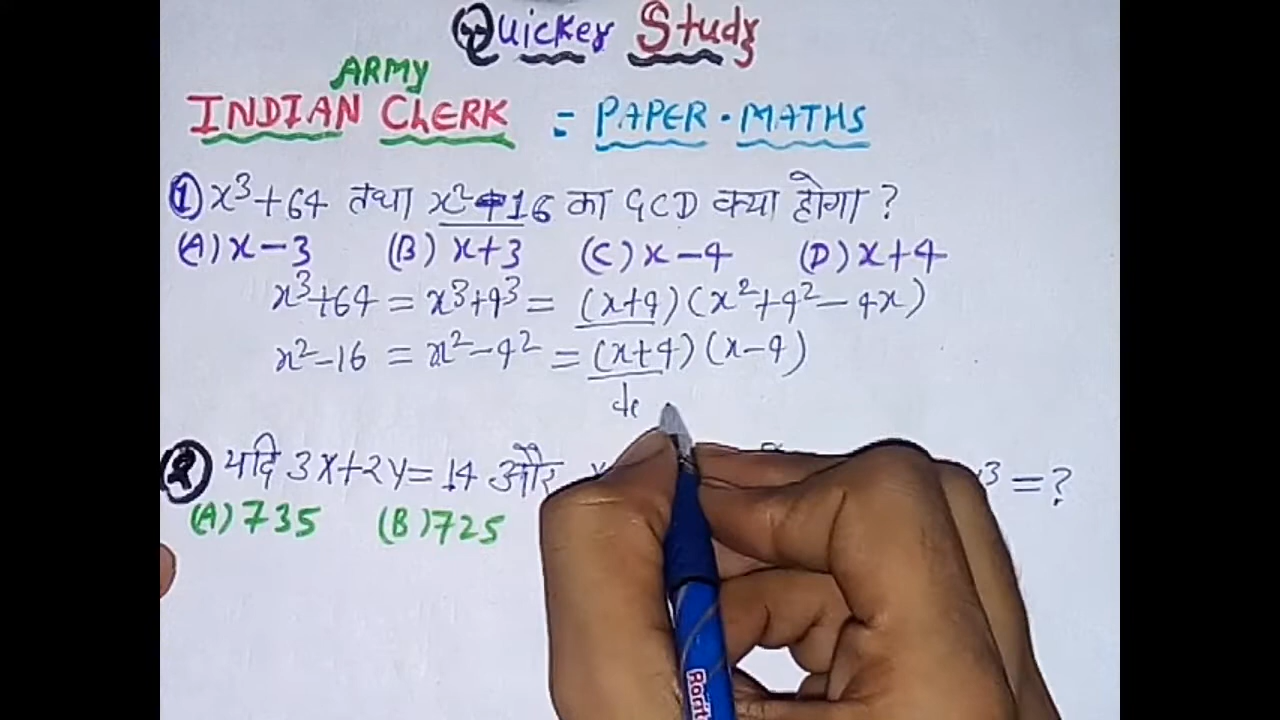 Quicker Study
ARMY
INDIAN CLERK = PAPER. MATHS
① x³+64 तथा x²-16 का GCD क्या होगा ?
(A) x-3 (B) x+3 (C) x-4 (D) x+4
x³+64 = x³+4³ = (x+4)(x²+4²-4x)
x²-16 = x²-4² = (x+4)(x-4)
② यदि 3x+2y=14 और y³ = ?
(A) 735 (B) 725